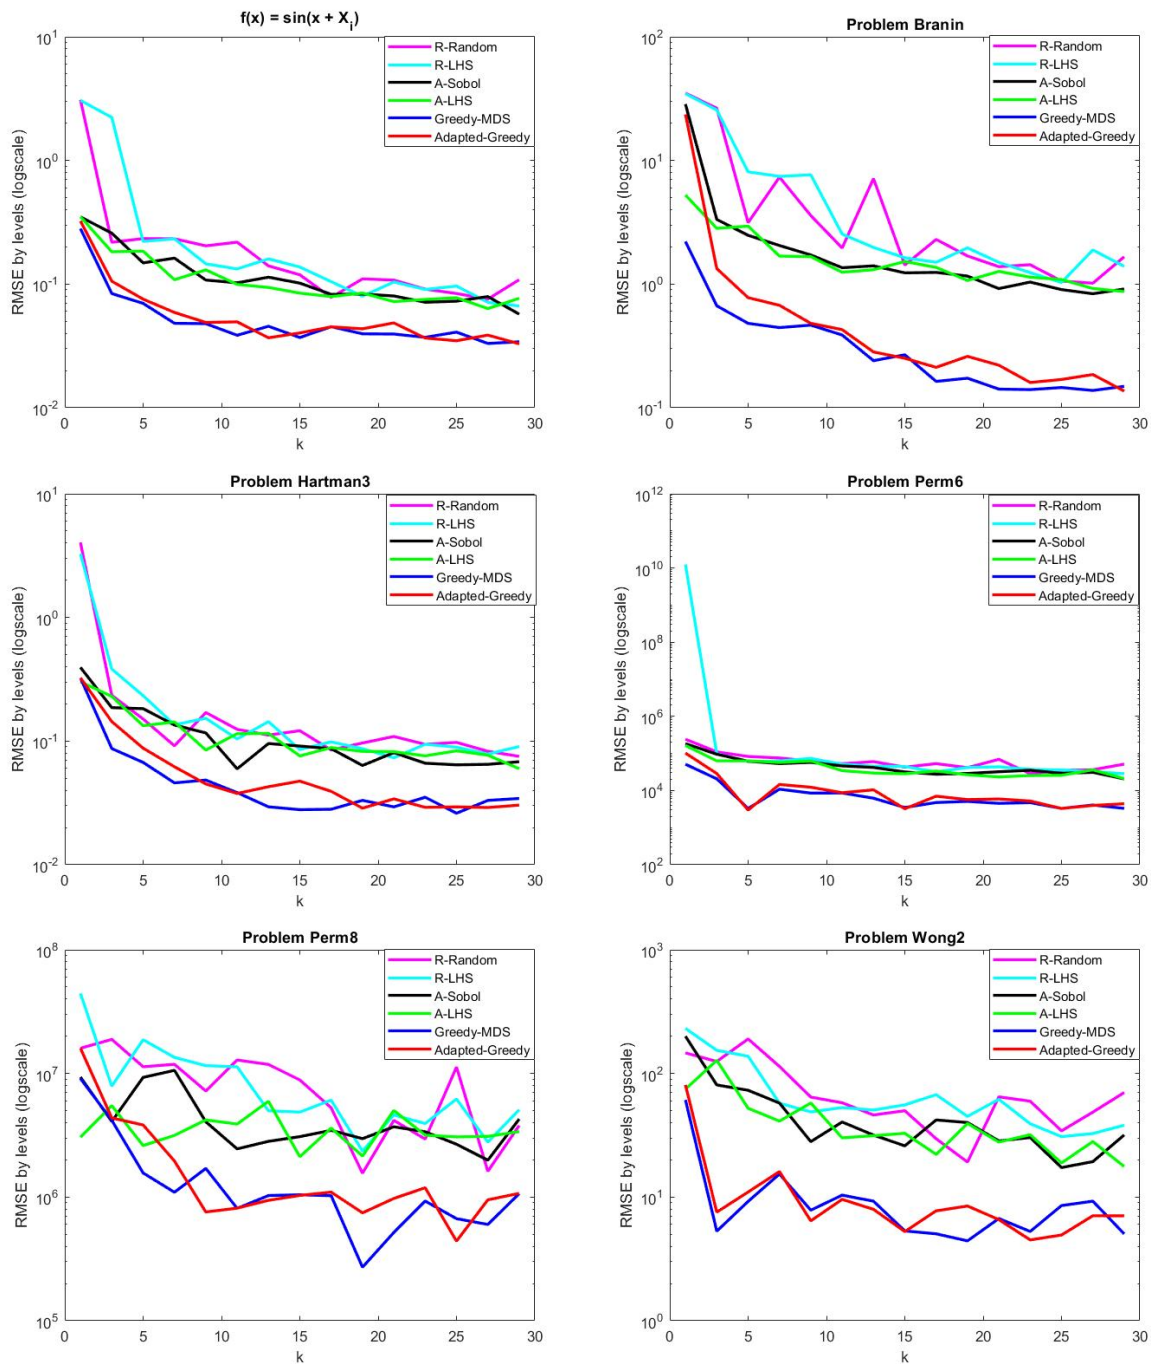 f(x) = sin(x + Xi)
10^1
10^0
10^-1
10^-2
RMSE by levels (logscale)
0 5 10 15 20 25 30
k
R-Random
R-LHS
A-Sobol
A-LHS
Greedy-MDS
Adapted-Greedy
Problem Branin
10^2
10^1
10^0
10^-1
RMSE by levels (logscale)
0 5 10 15 20 25 30
k
R-Random
R-LHS
A-Sobol
A-LHS
Greedy-MDS
Adapted-Greedy
Problem Hartman3
10^1
10^0
10^-1
10^-2
RMSE by levels (logscale)
0 5 10 15 20 25 30
k
R-Random
R-LHS
A-Sobol
A-LHS
Greedy-MDS
Adapted-Greedy
Problem Perm6
10^12
10^10
10^8
10^6
10^4
10^2
RMSE by levels (logscale)
0 5 10 15 20 25 30
k
R-Random
R-LHS
A-Sobol
A-LHS
Greedy-MDS
Adapted-Greedy
Problem Perm8
10^8
10^7
10^6
10^5
RMSE by levels (logscale)
0 5 10 15 20 25 30
k
R-Random
R-LHS
A-Sobol
A-LHS
Greedy-MDS
Adapted-Greedy
Problem Wong2
10^3
10^2
10^1
10^0
RMSE by levels (logscale)
0 5 10 15 20 25 30
k
R-Random
R-LHS
A-Sobol
A-LHS
Greedy-MDS
Adapted-Greedy